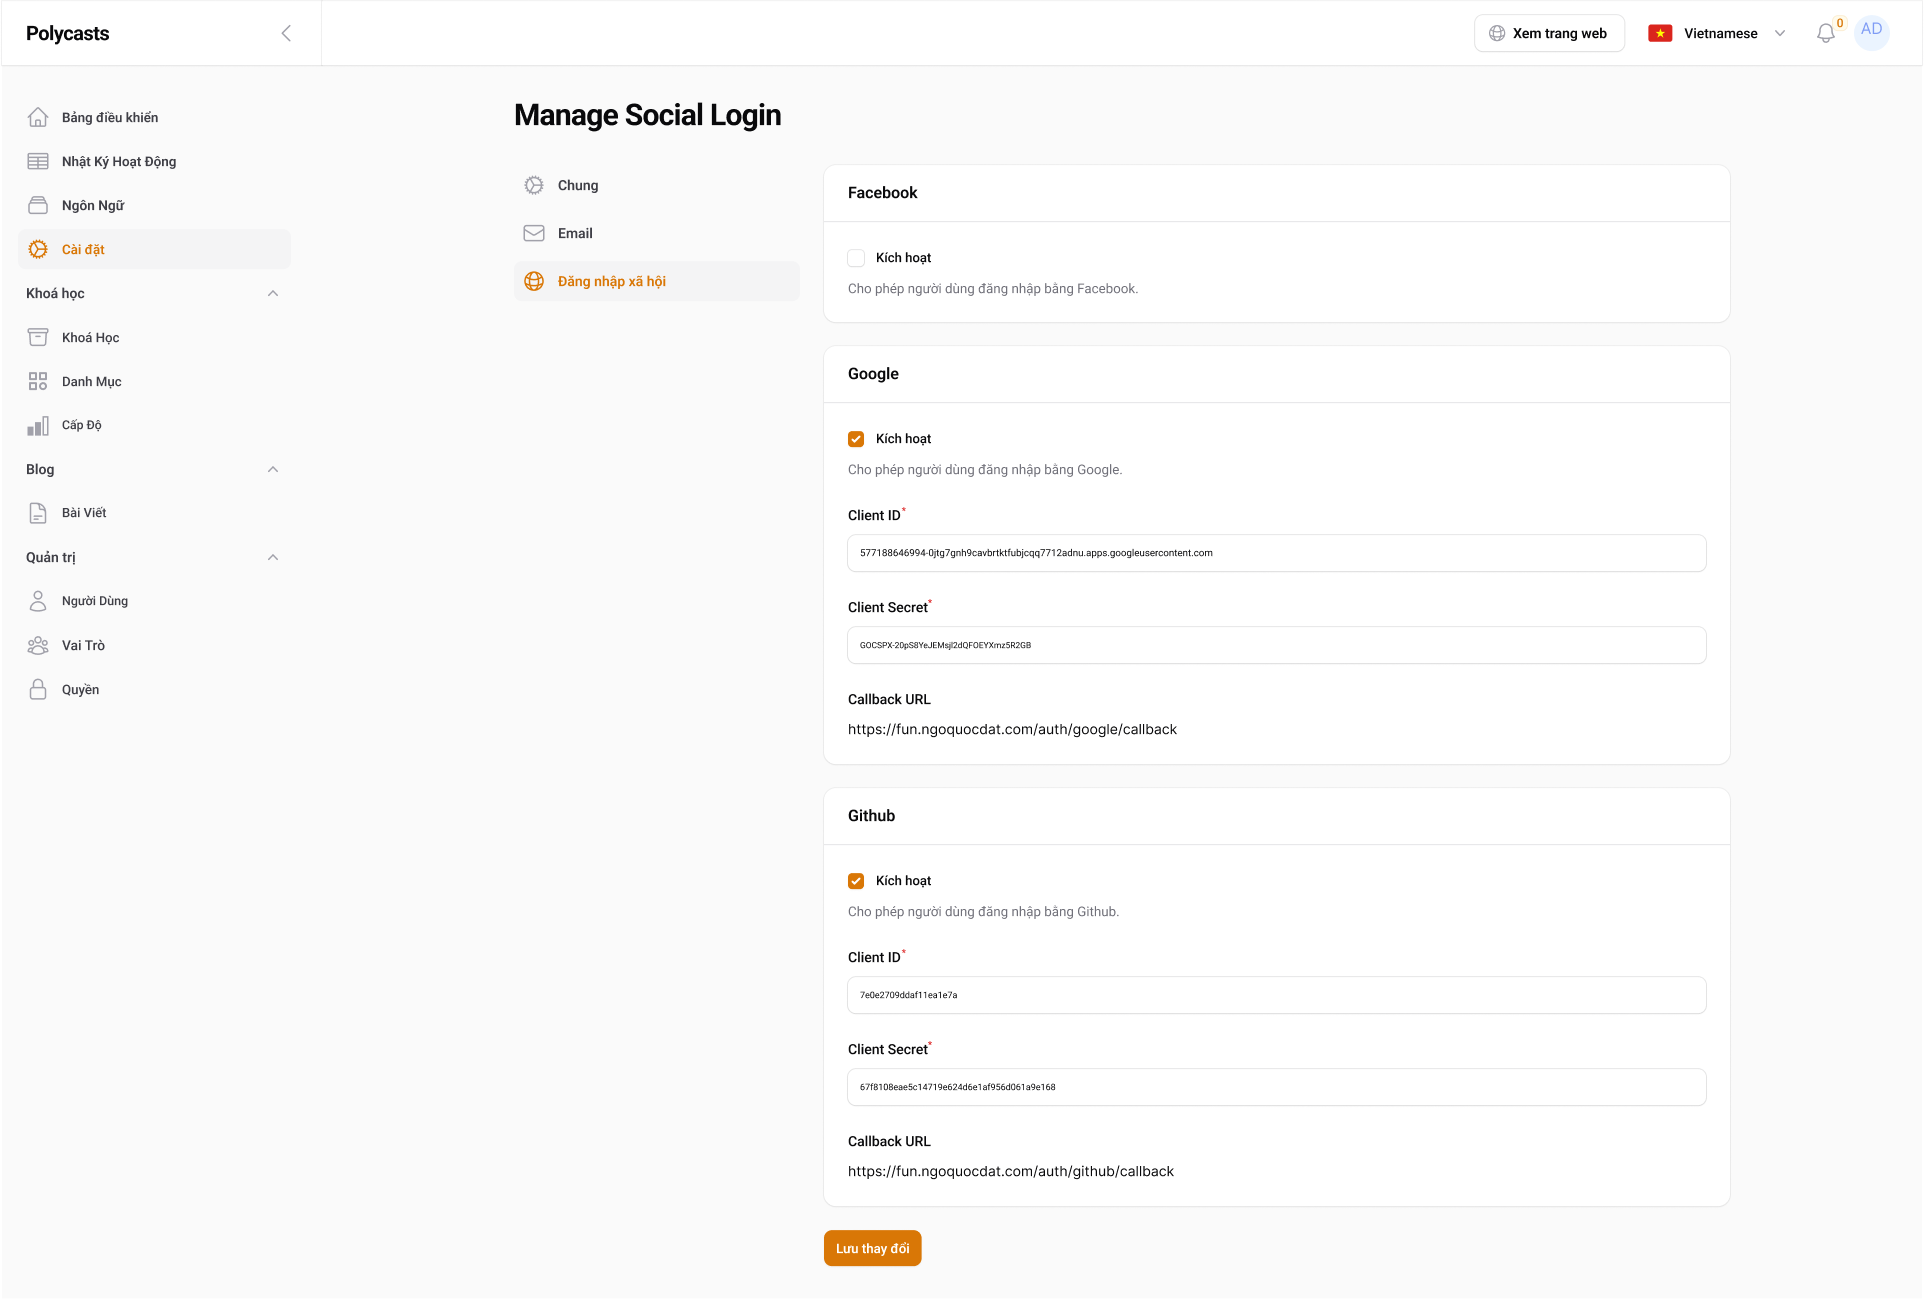 Polycasts
Xem trang web
Vietnamese
0
AD
Bảng điều khiển
Nhật Ký Hoạt Động
Ngôn Ngữ
Cài đặt
Khoá học
Khoá Học
Danh Mục
Cấp Độ
Blog
Bài Viết
Quản trị
Người Dùng
Vai Trò
Quyền
Manage Social Login
Chung
Email
Đăng nhập xã hội
Facebook
Kích hoạt
Cho phép người dùng đăng nhập bằng Facebook.
Google
Kích hoạt
Cho phép người dùng đăng nhập bằng Google.
Client ID*
577188646994-0jtg7gnh9cavbrtktfubjcqq7712adnu.apps.googleusercontent.com
Client Secret*
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
Callback URL
https://fun.ngoquocdat.com/auth/google/callback
Github
Kích hoạt
Cho phép người dùng đăng nhập bằng Github.
Client ID*
7e0e2709ddaf11ea1e7a
Client Secret*
67f8108eae5c14719e624d6e1af956d061a9e168
Callback URL
https://fun.ngoquocdat.com/auth/github/callback
Lưu thay đổi